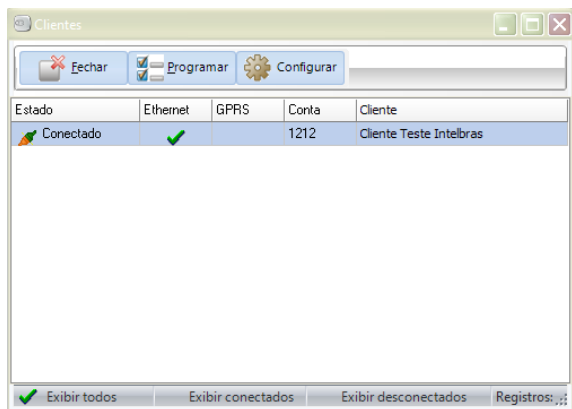 Clientes
Fechar Programar Configurar
Estado Ethernet GPRS Conta Cliente
Conectado 1212 Cliente Teste Intelbras
Exibir todos Exibir conectados Exibir desconectados Registros: